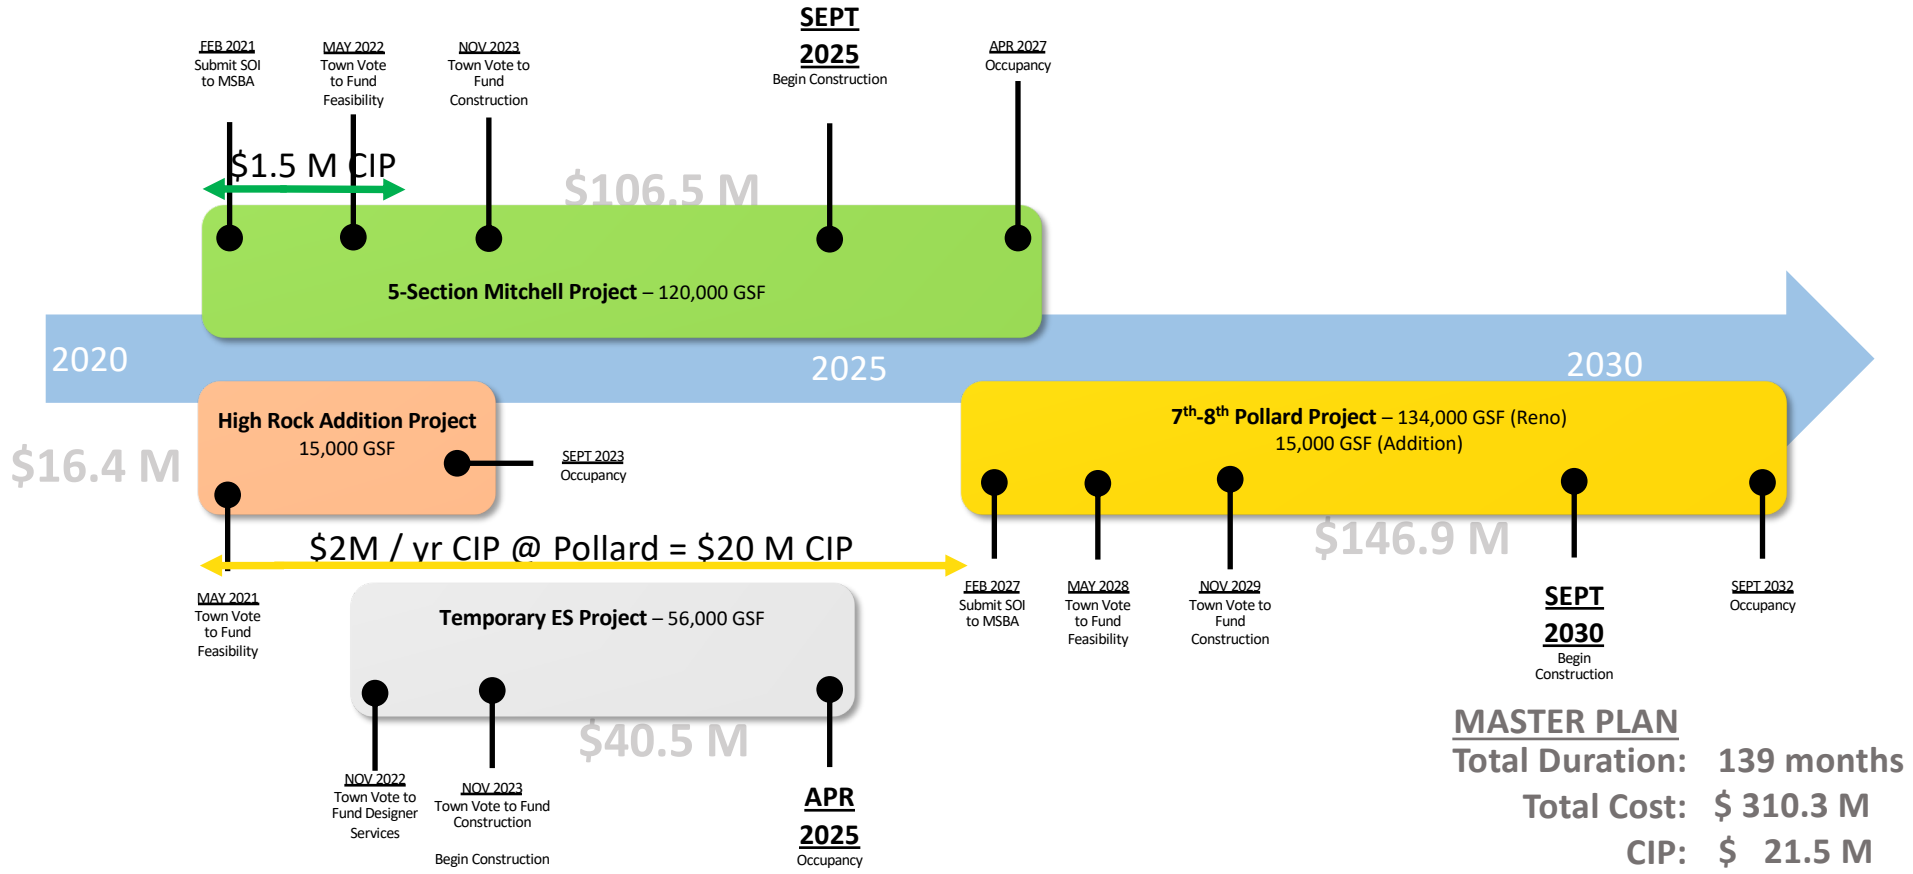 FEB 2021
Submit SOI
to MSBA
MAY 2022
Town Vote
to Fund
Feasibility
NOV 2023
Town Vote to
Fund
Construction
SEPT
2025
Begin Construction
APR 2027
Occupancy
$1.5 M CIP
$106.5 M
5-Section Mitchell Project – 120,000 GSF
2020
2025
2030
High Rock Addition Project
15,000 GSF
$16.4 M
SEPT 2023
Occupancy
MAY 2021
Town Vote
to Fund
Feasibility
7th-8th Pollard Project – 134,000 GSF (Reno)
15,000 GSF (Addition)
$146.9 M
$2M / yr CIP @ Pollard = $20 M CIP
FEB 2027
Submit SOI
to MSBA
MAY 2028
Town Vote
to Fund
Feasibility
NOV 2029
Town Vote to
Fund
Construction
SEPT
2030
Begin
Construction
SEPT 2032
Occupancy
Temporary ES Project – 56,000 GSF
$40.5 M
NOV 2022
Town Vote to
Fund Designer
Services
NOV 2023
Town Vote to Fund
Construction
Begin Construction
APR
2025
Occupancy
MASTER PLAN
Total Duration: 139 months
Total Cost: $ 310.3 M
CIP: $ 21.5 M